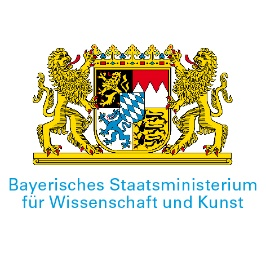 Bayerisches Staatsministerium
für Wissenschaft und Kunst